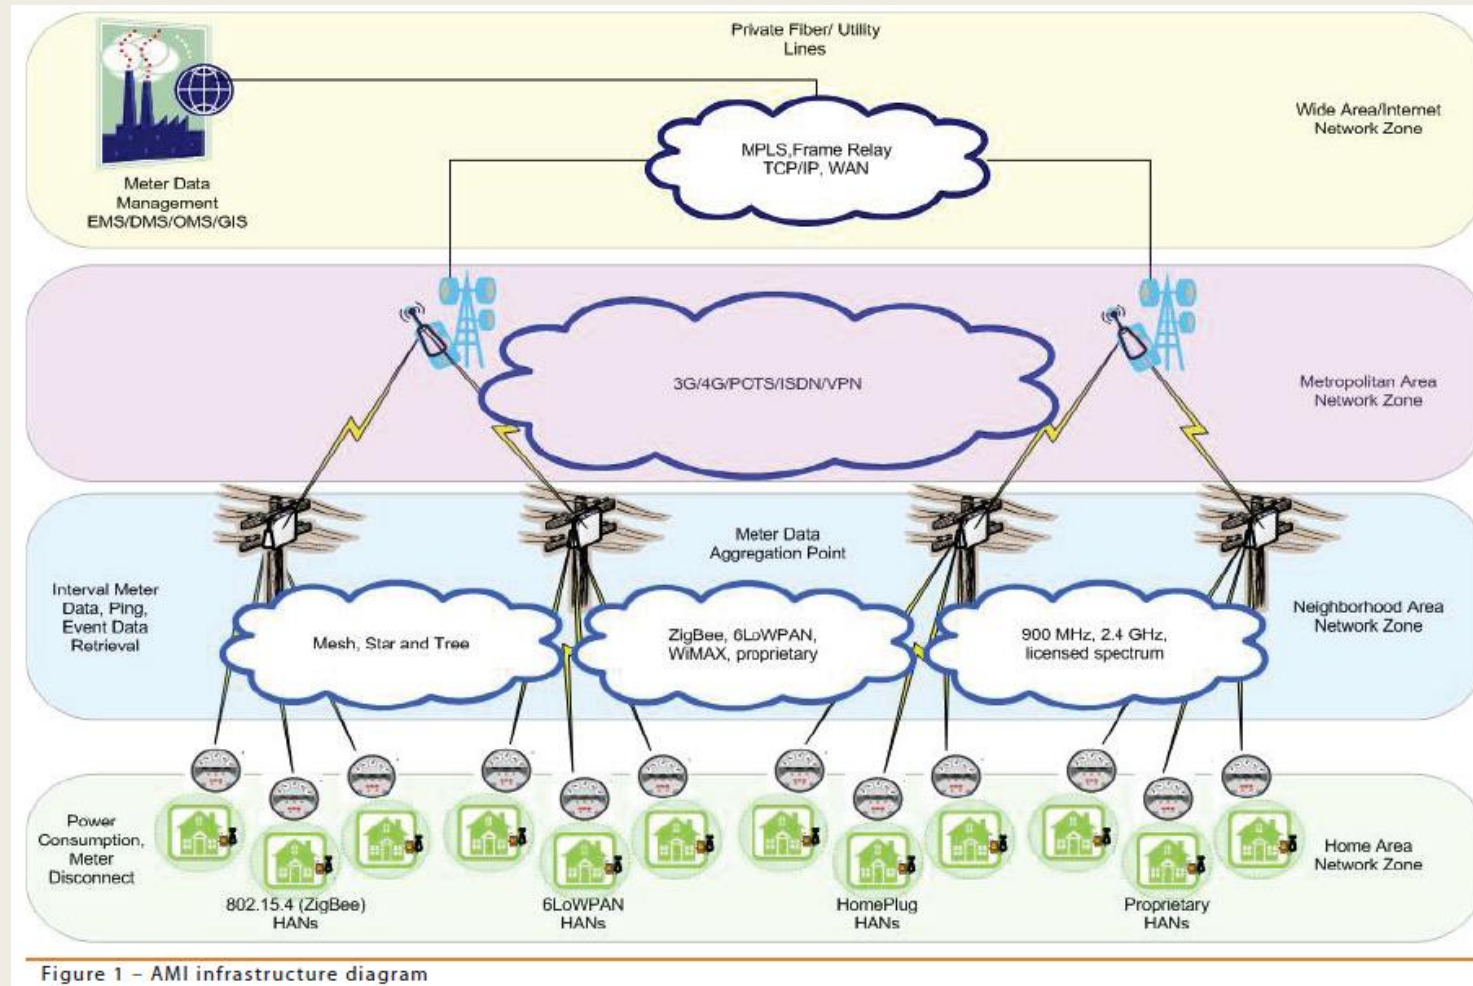 Private Fiber/ Utility
Lines
Wide Area/Internet
Network Zone
MPLS,Frame Relay
TCP/IP, WAN
Meter Data
Management
EMS/DMS/OMS/GIS
3G/4G/POTS/ISDN/VPN
Metropolitan Area
Network Zone
Meter Data
Aggregation Point
Interval Meter
Data, Ping,
Event Data
Retrieval
Mesh, Star and Tree
ZigBee, 6LoWPAN,
WiMAX, proprietary
900 MHz, 2.4 GHz,
licensed spectrum
Neighborhood Area
Network Zone
Power
Consumption,
Meter
Disconnect
Home Area
Network Zone
802.15.4 (ZigBee)
HANs
6LoWPAN
HANs
HomePlug
HANs
Proprietary
HANs
Figure 1 – AMI infrastructure diagram